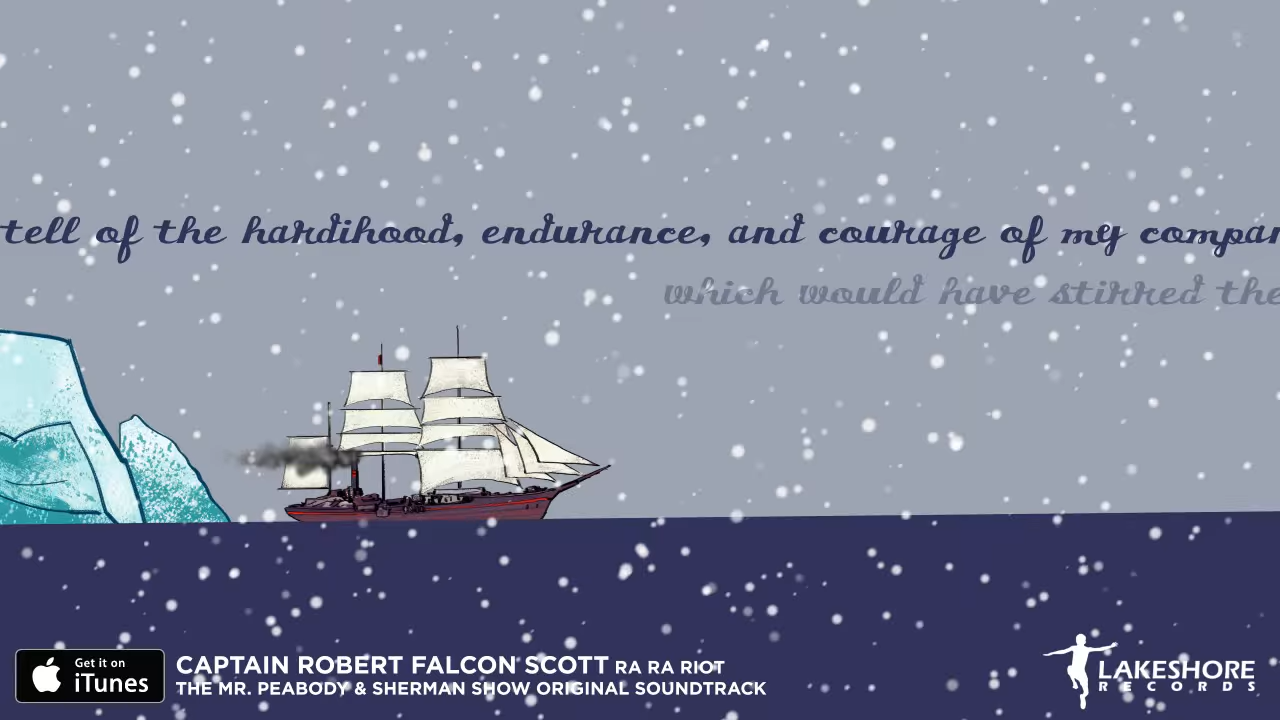 tell of the hardihood, endurance, and courage of my compan
which would have stirred the
Get it on
iTunes
CAPTAIN ROBERT FALCON SCOTT RA RA RIOT
THE MR. PEABODY & SHERMAN SHOW ORIGINAL SOUNDTRACK
LAKESHORE
RECORDS